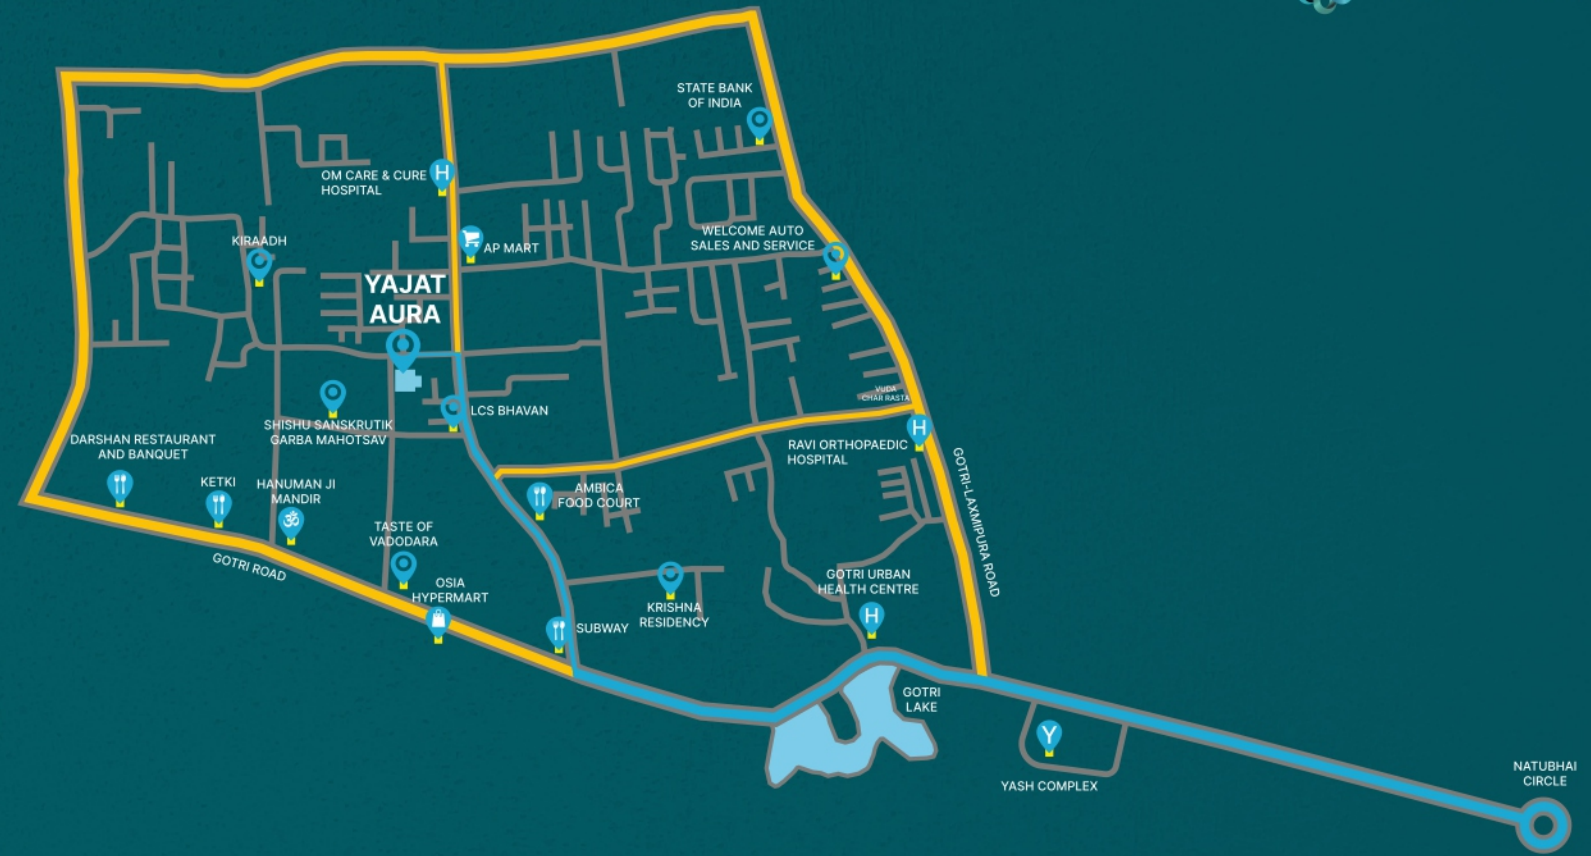 STATE BANK
OF INDIA
OM CARE & CURE
HOSPITAL
H
KIRAADH
AP MART
WELCOME AUTO
SALES AND SERVICE
YAJAT
AURA
VUDA
CHAR RASTA
LCS BHAVAN
SHISHU SANSKRUTIK
GARBA MAHOTSAV
DARSHAN RESTAURANT
AND BANQUET
RAVI ORTHOPAEDIC
HOSPITAL
H
GOTRI-LAXMIPURA ROAD
KETKI
HANUMAN JI
MANDIR
ॐ
AMBICA
FOOD COURT
TASTE OF
VADODARA
GOTRI ROAD
OSIA
HYPERMART
GOTRI URBAN
HEALTH CENTRE
H
KRISHNA
RESIDENCY
SUBWAY
GOTRI
LAKE
Y
YASH COMPLEX
NATUBHAI
CIRCLE